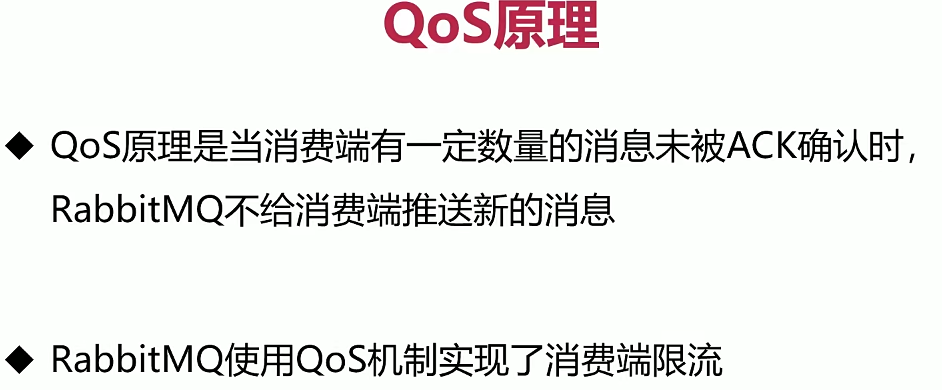 QoS原理
◆ QoS原理是当消费端有一定数量的消息未被ACK确认时，
RabbitMQ不给消费端推送新的消息
◆ RabbitMQ使用QoS机制实现了消费端限流